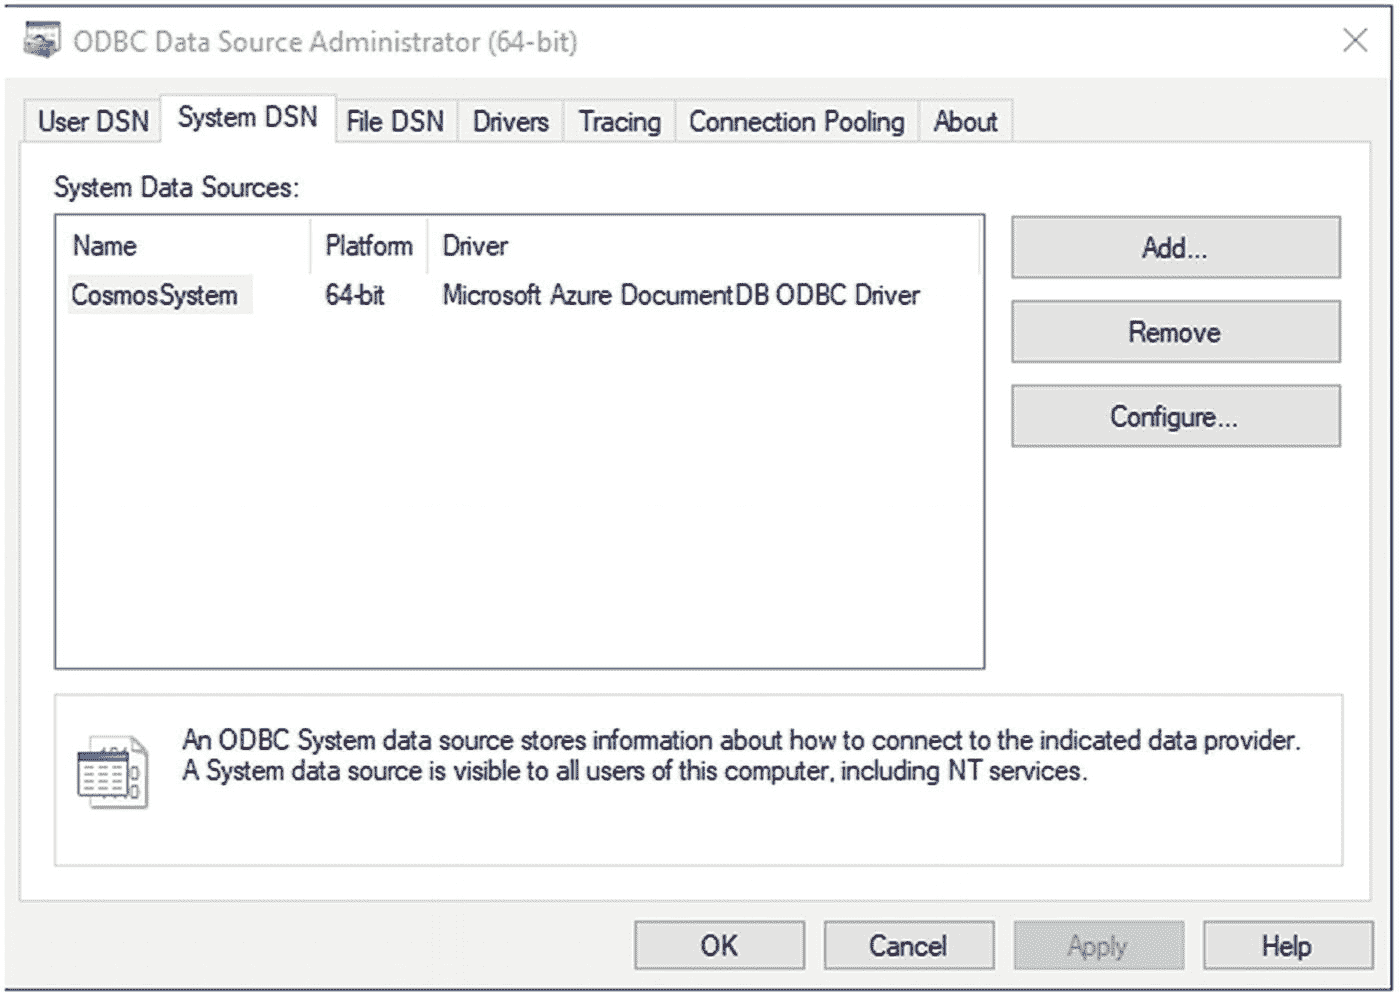 ODBC Data Source Administrator (64-bit)
User DSN System DSN File DSN Drivers Tracing Connection Pooling About
System Data Sources:
Name Platform Driver
CosmosSystem 64-bit Microsoft Azure DocumentDB ODBC Driver
Add...
Remove
Configure...
An ODBC System data source stores information about how to connect to the indicated data provider.
A System data source is visible to all users of this computer, including NT services.
OK Cancel Apply Help